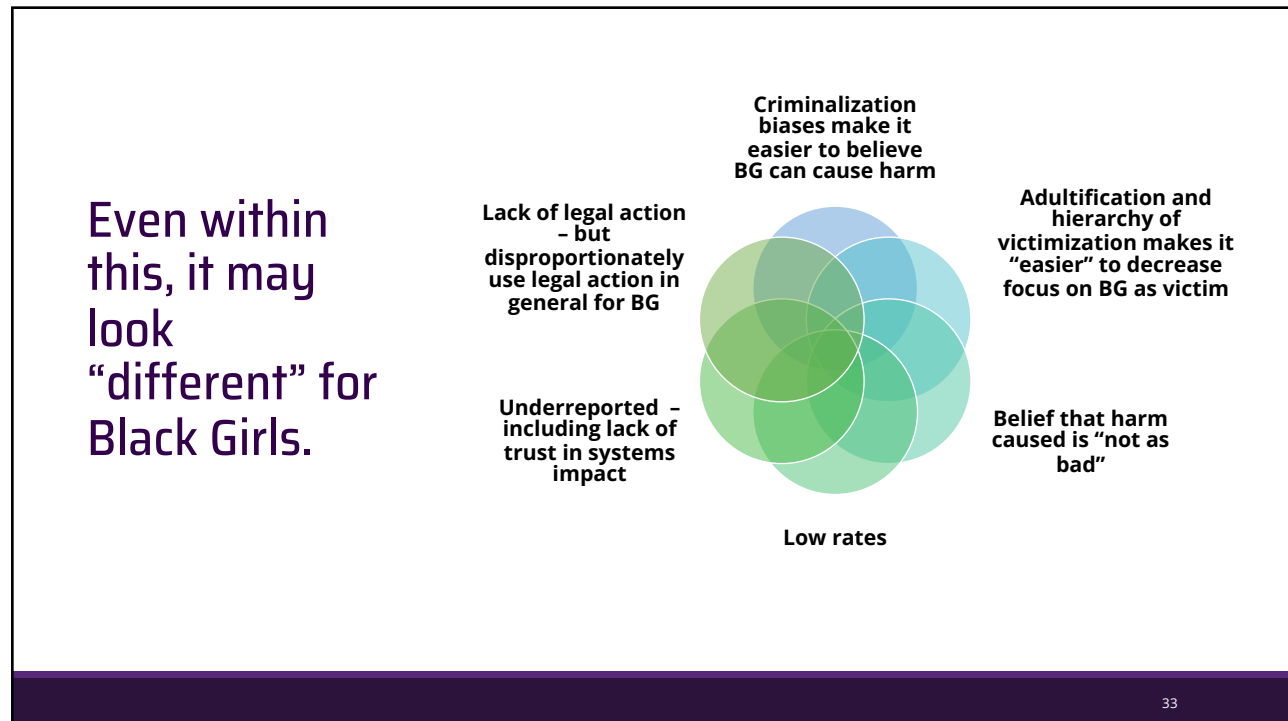 Even within
this, it may
look
“different” for
Black Girls.
Criminalization
biases make it
easier to believe
BG can cause harm
Adultification and
hierarchy of
victimization makes it
“easier” to decrease
focus on BG as victim
Belief that harm
caused is “not as
bad”
Low rates
Underreported –
including lack of
trust in systems
impact
Lack of legal action
– but
disproportionately
use legal action in
general for BG
33